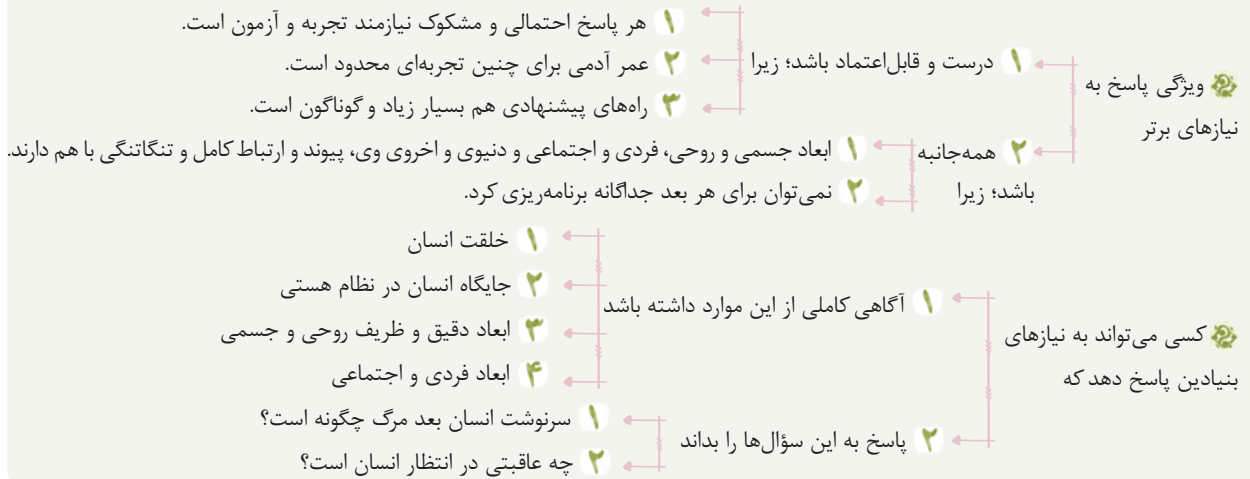 ویژگی پاسخ به
نیازهای برتر
۱ درست و قابل‌اعتماد باشد؛ زیرا
۱ هر پاسخ احتمالی و مشکوک نیازمند تجربه و آزمون است.
۲ عمر آدمی برای چنین تجربه‌ای محدود است.
۳ راه‌های پیشنهادی هم بسیار زیاد و گوناگون است.
۲ همه‌جانبه
باشد؛ زیرا
۱ ابعاد جسمی و روحی، فردی و اجتماعی و دنیوی و اخروی وی، پیوند و ارتباط کامل و تنگاتنگی با هم دارند.
۲ نمی‌توان برای هر بعد جداگانه برنامه‌ریزی کرد.
کسی می‌تواند به نیازهای
بنیادین پاسخ دهد که
۱ آگاهی کاملی از این موارد داشته باشد
۱ خلقت انسان
۲ جایگاه انسان در نظام هستی
۳ ابعاد دقیق و ظریف روحی و جسمی
۴ ابعاد فردی و اجتماعی
۲ پاسخ به این سؤال‌ها را بداند
۱ سرنوشت انسان بعد مرگ چگونه است؟
۲ چه عاقبتی در انتظار انسان است؟